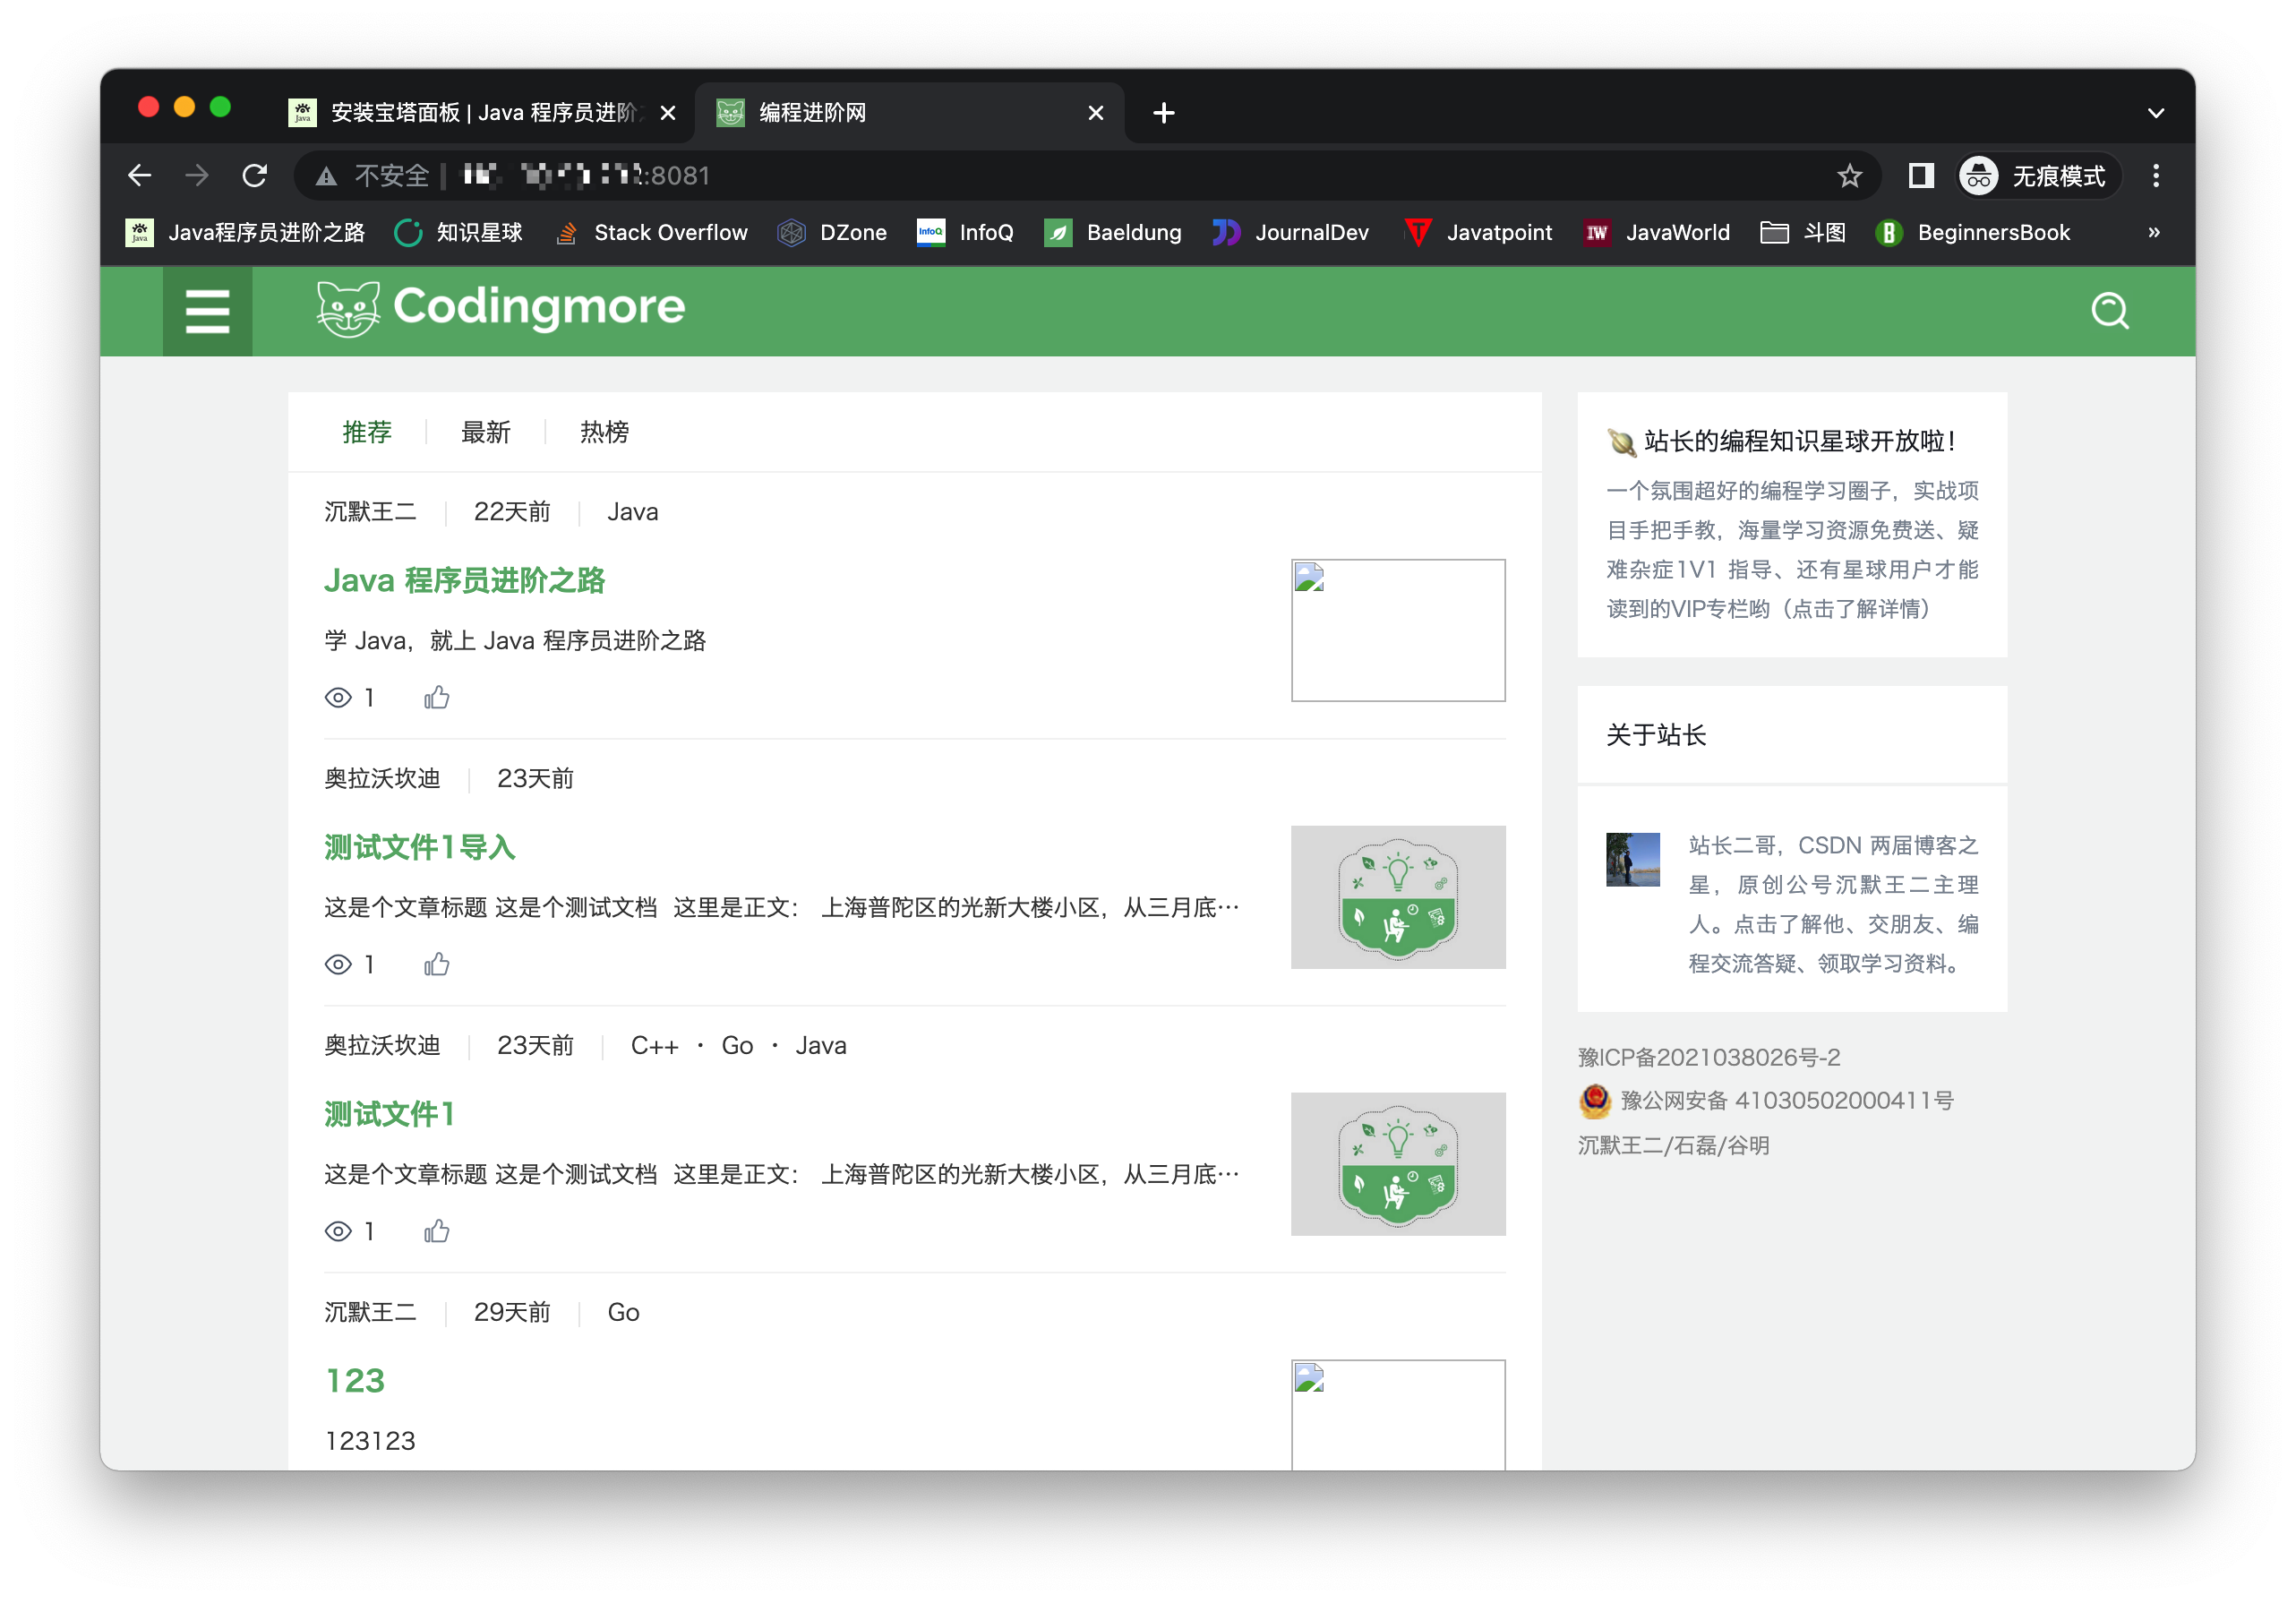 安装宝塔面板 | Java 程序员进阶
编程进阶网
不安全 | :8081
无痕模式
Java程序员进阶之路 知识星球 Stack Overflow DZone InfoQ Baeldung JournalDev Javatpoint JavaWorld 斗图 BeginnersBook »
Codingmore
推荐 最新 热榜
沉默王二 22天前 Java
Java 程序员进阶之路
学 Java，就上 Java 程序员进阶之路
1
奥拉沃坎迪 23天前
测试文件1导入
这是个文章标题 这是个测试文档 这里是正文： 上海普陀区的光新大楼小区，从三月底…
1
奥拉沃坎迪 23天前 C++ · Go · Java
测试文件1
这是个文章标题 这是个测试文档 这里是正文： 上海普陀区的光新大楼小区，从三月底…
1
沉默王二 29天前 Go
123
123123
站长的编程知识星球开放啦！
一个氛围超好的编程学习圈子，实战项
目手把手教，海量学习资源免费送、疑
难杂症1V1 指导、还有星球用户才能
读到的VIP专栏哟（点击了解详情）
关于站长
站长二哥，CSDN 两届博客之
星，原创公号沉默王二主理
人。点击了解他、交朋友、编
程交流答疑、领取学习资料。
豫ICP备2021038026号-2
豫公网安备 41030502000411号
沉默王二/石磊/谷明